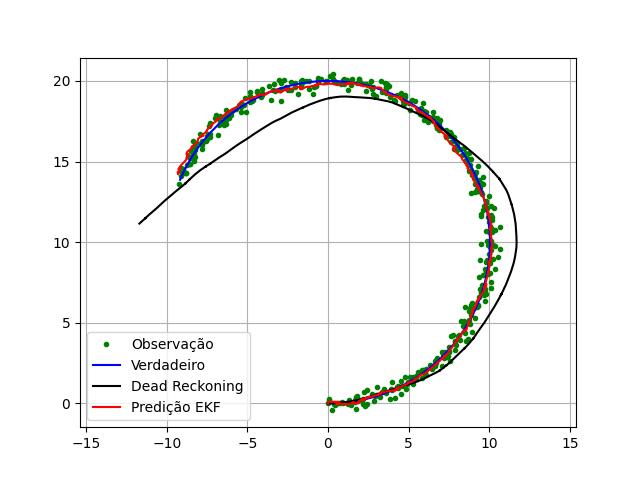 20
15
10
5
0
Observação
Verdadeiro
Dead Reckoning
Predição EKF
−15 −10 −5 0 5 10 15